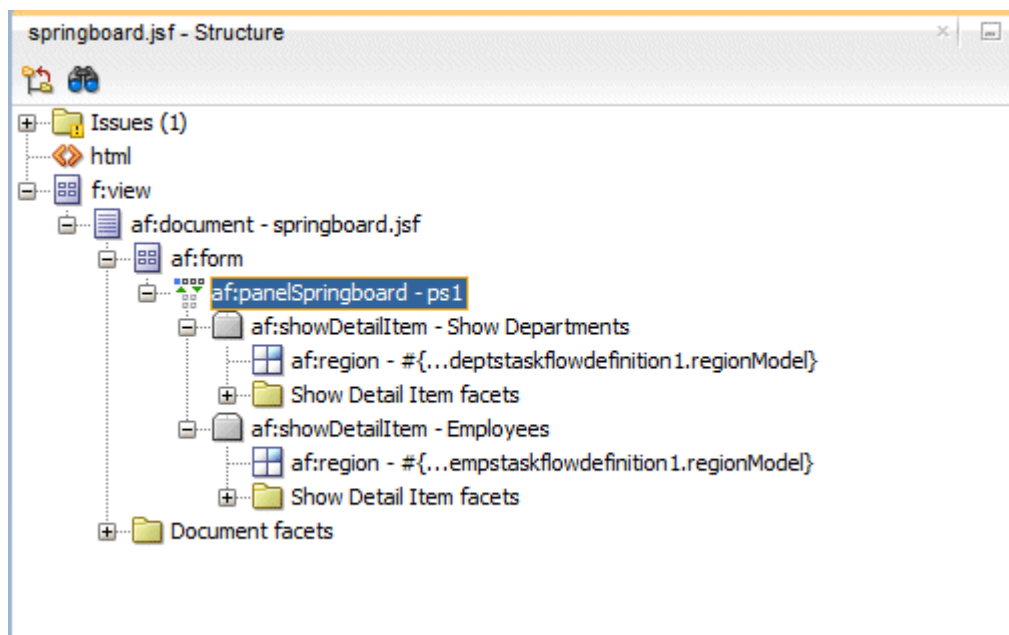 springboard.jsf - Structure
Issues (1)
html
f:view
af:document - springboard.jsf
af:form
af:panelSpringboard - ps1
af:showDetailItem - Show Departments
af:region - #{...deptstaskflowdefinition1.regionModel}
Show Detail Item facets
af:showDetailItem - Employees
af:region - #{...empstaskflowdefinition1.regionModel}
Show Detail Item facets
Document facets